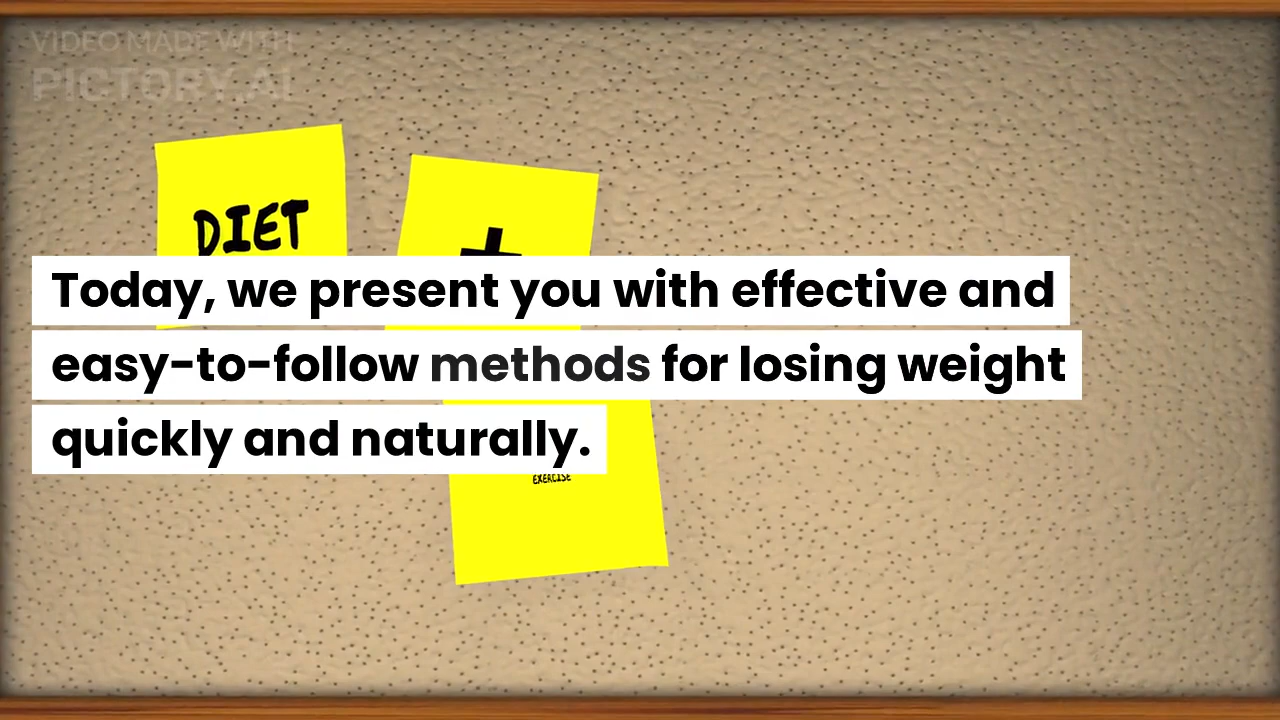 VIDEO MADE WITH
PICTORY.AI
DIET
+
Today, we present you with effective and
easy-to-follow methods for losing weight
quickly and naturally.
EXERCISE